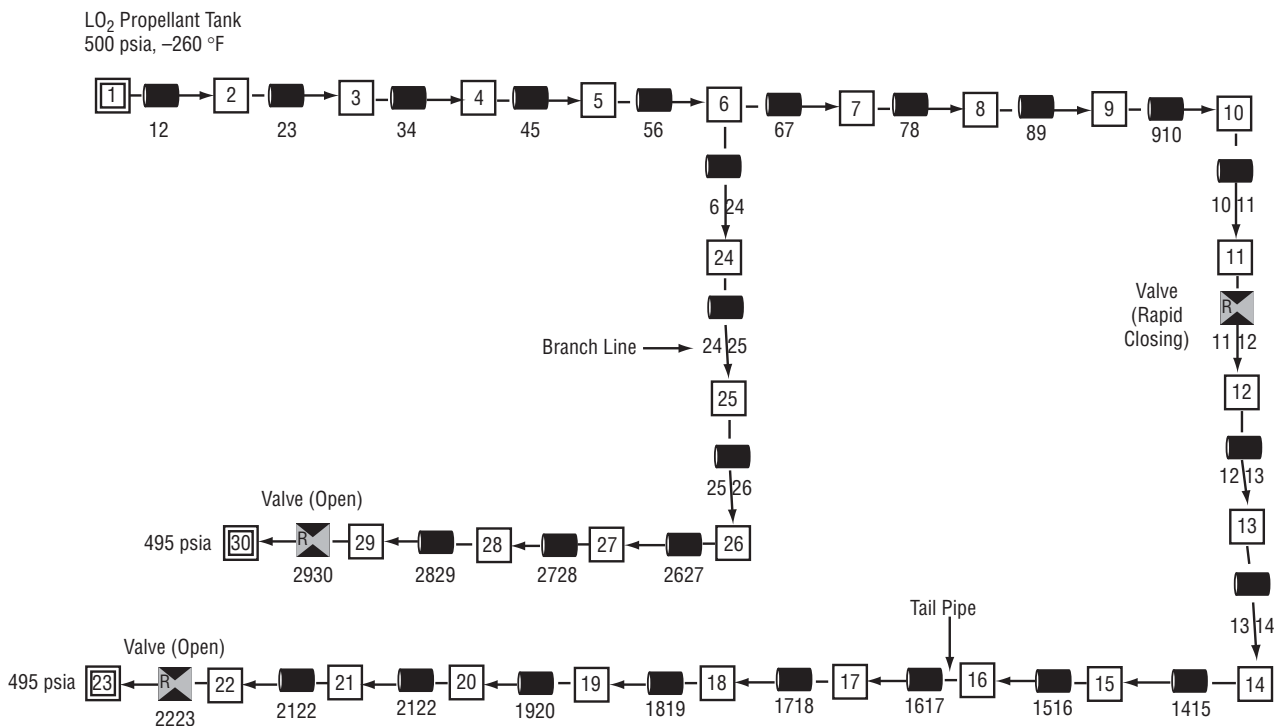 LO2 Propellant Tank
500 psia, –260 °F
1 2 3 4 5 6 7 8 9 10
12 23 34 45 56 67 78 89 910
6 24
10 11
24
11
Valve
(Rapid
Closing)
R
11 12
Branch Line
24 25
25
12
25 26
12 13
Valve (Open)
13
495 psia
30 R 29 28 27 26
2930 2829 2728 2627
Tail Pipe
13 14
Valve (Open)
495 psia
23 R 22 21 20 19 18 17 16 15 14
2223 2122 2122 1920 1819 1718 1617 1516 1415